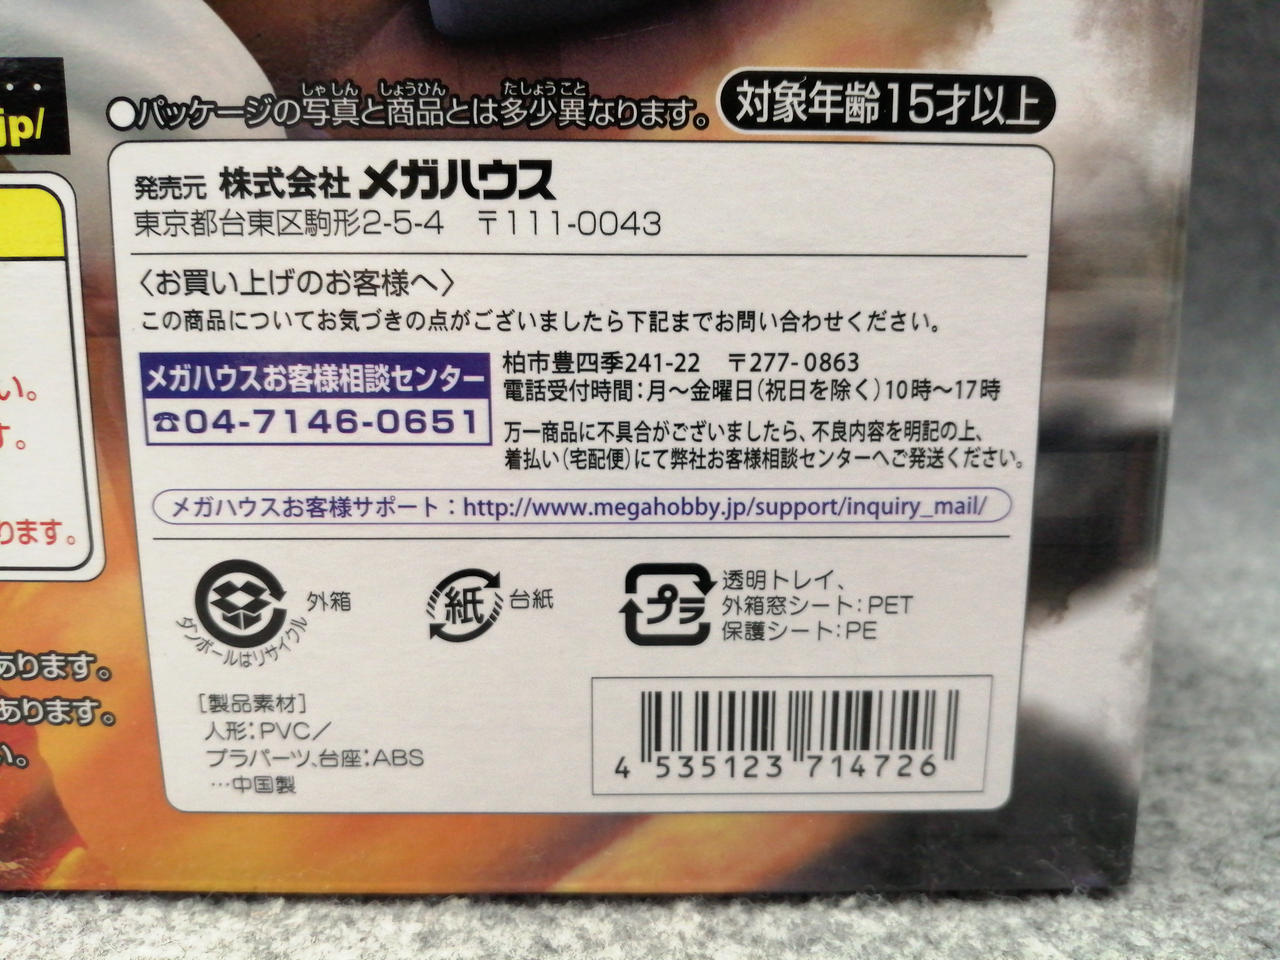 jp/
い。
す。
ります。
あります。
あります。
い。
しゃしん しょうひん たしょうこと
●パッケージの写真と商品とは多少異なります。
対象年齢15才以上
発売元 株式会社 メガハウス
東京都台東区駒形2-5-4 〒111-0043
〈お買い上げのお客様へ〉
この商品についてお気づきの点がございましたら下記までお問い合わせください。
メガハウスお客様相談センター
☎04-7146-0651
柏市豊四季241-22 〒277-0863
電話受付時間:月〜金曜日(祝日を除く)10時〜17時
万一商品に不具合がございましたら、不良内容を明記の上、
着払い(宅配便)にて弊社お客様相談センターへご発送ください。
メガハウスお客様サポート：http://www.megahobby.jp/support/inquiry_mail/
外箱
ダンボールはリサイクル
紙
台紙
プラ
透明トレイ、
外箱窓シート:PET
保護シート:PE
[製品素材]
人形:PVC/
プラパーツ、台座:ABS
…中国製
4 535123 714726